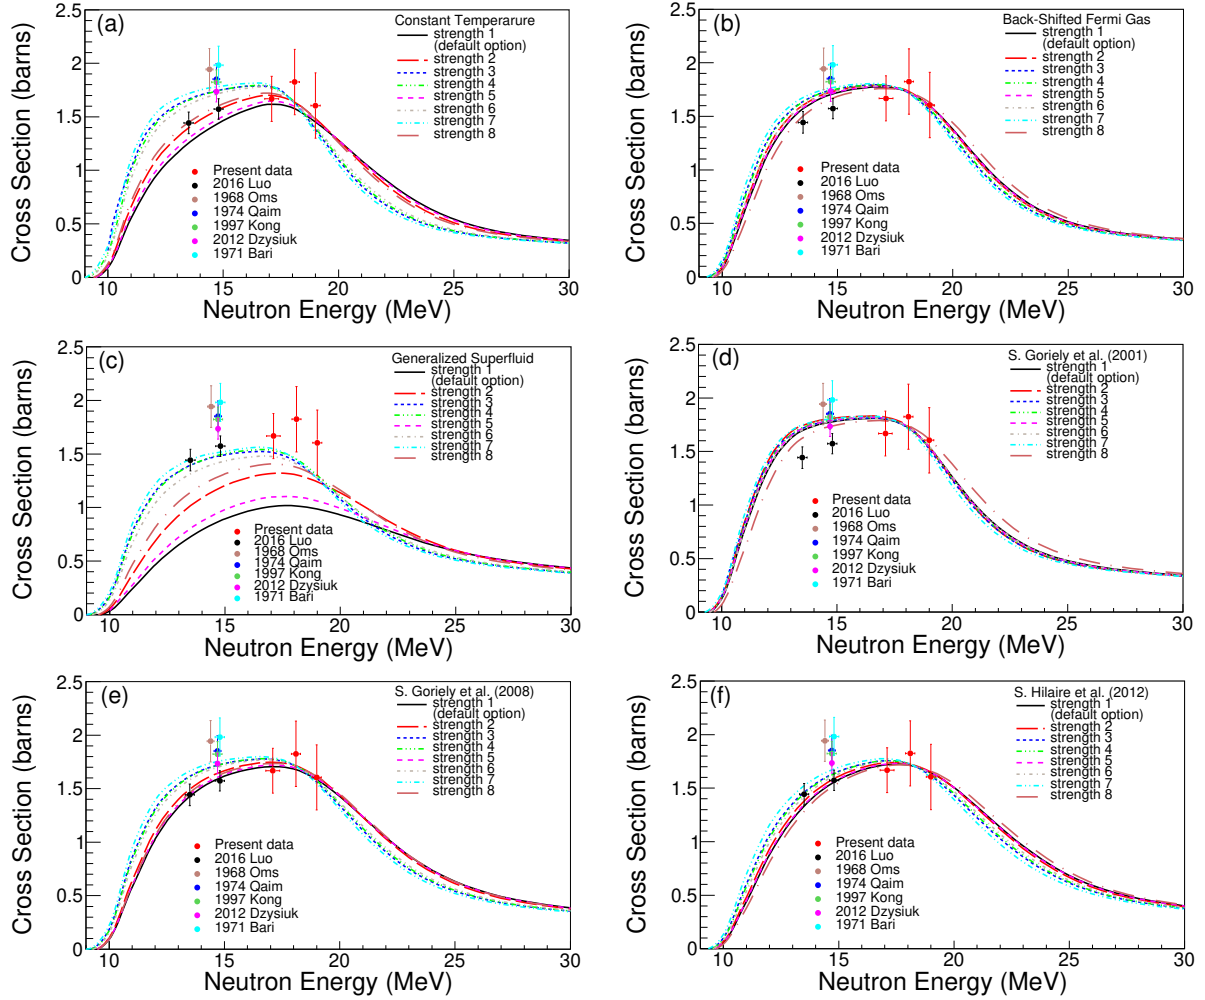 (a)
Constant Temperarure
strength 1
(default option)
strength 2
strength 3
strength 4
strength 5
strength 6
strength 7
strength 8
Present data
2016 Luo
1968 Oms
1974 Qaim
1997 Kong
2012 Dzysiuk
1971 Bari
Cross Section (barns)
2.5
2
1.5
1
0.5
0
10 15 20 25 30
Neutron Energy (MeV)
(b)
Back-Shifted Fermi Gas
strength 1
(default option)
strength 2
strength 3
strength 4
strength 5
strength 6
strength 7
strength 8
Present data
2016 Luo
1968 Oms
1974 Qaim
1997 Kong
2012 Dzysiuk
1971 Bari
Cross Section (barns)
2.5
2
1.5
1
0.5
0
10 15 20 25 30
Neutron Energy (MeV)
(c)
Generalized Superfluid
strength 1
(default option)
strength 2
strength 3
strength 4
strength 5
strength 6
strength 7
strength 8
Present data
2016 Luo
1968 Oms
1974 Qaim
1997 Kong
2012 Dzysiuk
1971 Bari
Cross Section (barns)
2.5
2
1.5
1
0.5
0
10 15 20 25 30
Neutron Energy (MeV)
(d)
S. Goriely et al. (2001)
strength 1
(default option)
strength 2
strength 3
strength 4
strength 5
strength 6
strength 7
strength 8
Present data
2016 Luo
1968 Oms
1974 Qaim
1997 Kong
2012 Dzysiuk
1971 Bari
Cross Section (barns)
2.5
2
1.5
1
0.5
0
10 15 20 25 30
Neutron Energy (MeV)
(e)
S. Goriely et al. (2008)
strength 1
(default option)
strength 2
strength 3
strength 4
strength 5
strength 6
strength 7
strength 8
Present data
2016 Luo
1968 Oms
1974 Qaim
1997 Kong
2012 Dzysiuk
1971 Bari
Cross Section (barns)
2.5
2
1.5
1
0.5
0
10 15 20 25 30
Neutron Energy (MeV)
(f)
S. Hilaire et al. (2012)
strength 1
(default option)
strength 2
strength 3
strength 4
strength 5
strength 6
strength 7
strength 8
Present data
2016 Luo
1968 Oms
1974 Qaim
1997 Kong
2012 Dzysiuk
1971 Bari
Cross Section (barns)
2.5
2
1.5
1
0.5
0
10 15 20 25 30
Neutron Energy (MeV)